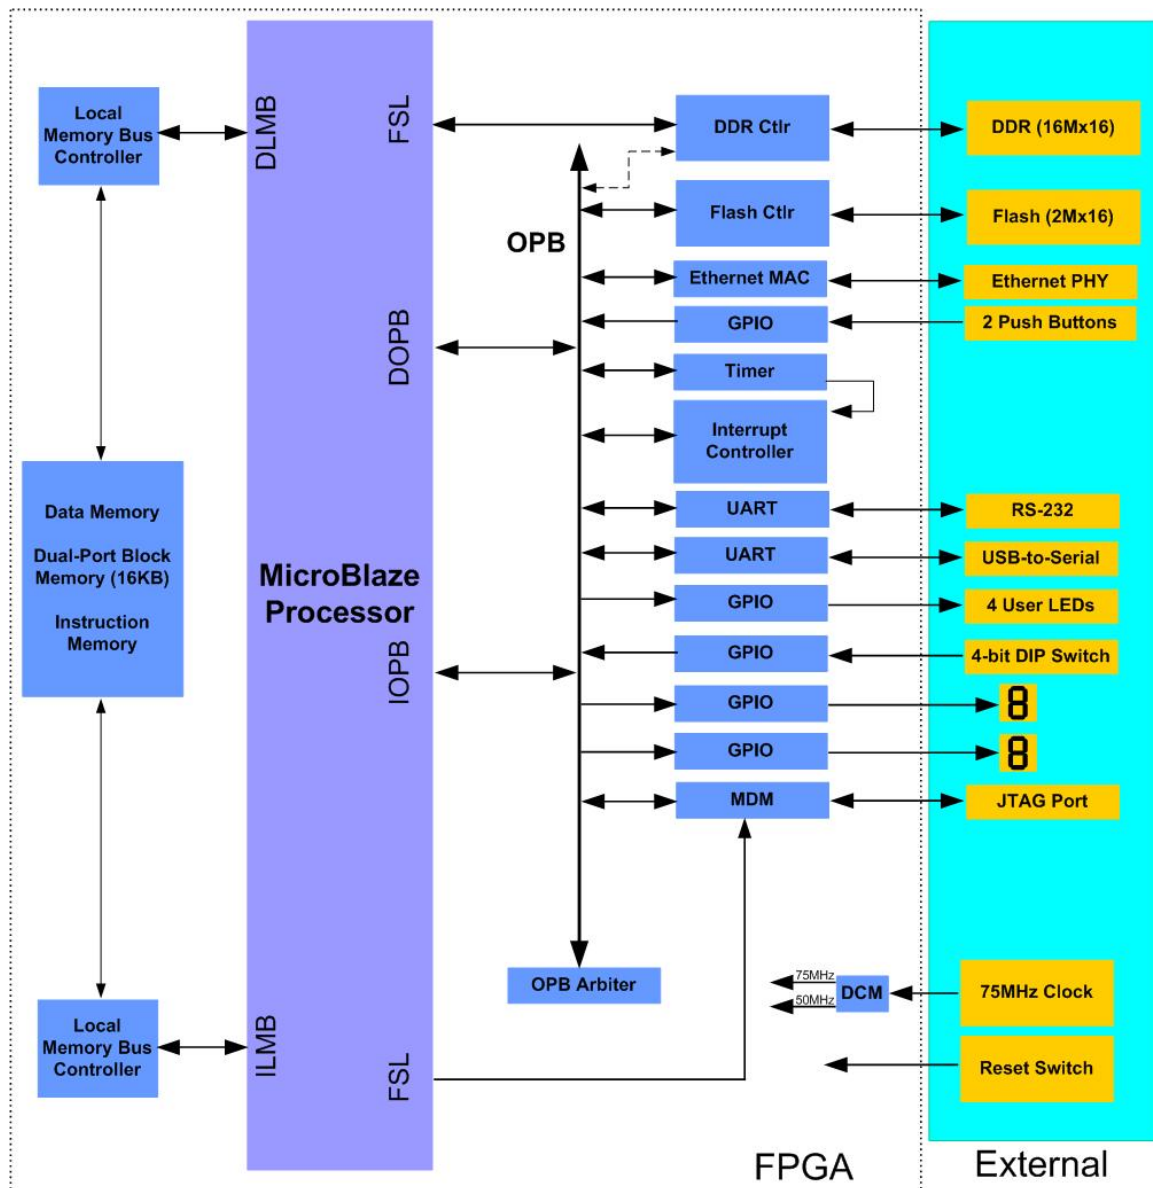 Local
Memory Bus
Controller
DLMB
FSL
DDR Ctlr
DDR (16Mx16)
Flash Ctlr
Flash (2Mx16)
OPB
Ethernet MAC
Ethernet PHY
GPIO
2 Push Buttons
DOPB
Timer
Interrupt
Controller
Data Memory
Dual-Port Block
Memory (16KB)
Instruction
Memory
MicroBlaze
Processor
UART
RS-232
UART
USB-to-Serial
GPIO
4 User LEDs
IOPB
GPIO
4-bit DIP Switch
GPIO
8
GPIO
8
MDM
JTAG Port
OPB Arbiter
75MHz
50MHz
DCM
75MHz Clock
Local
Memory Bus
Controller
ILMB
FSL
Reset Switch
FPGA
External